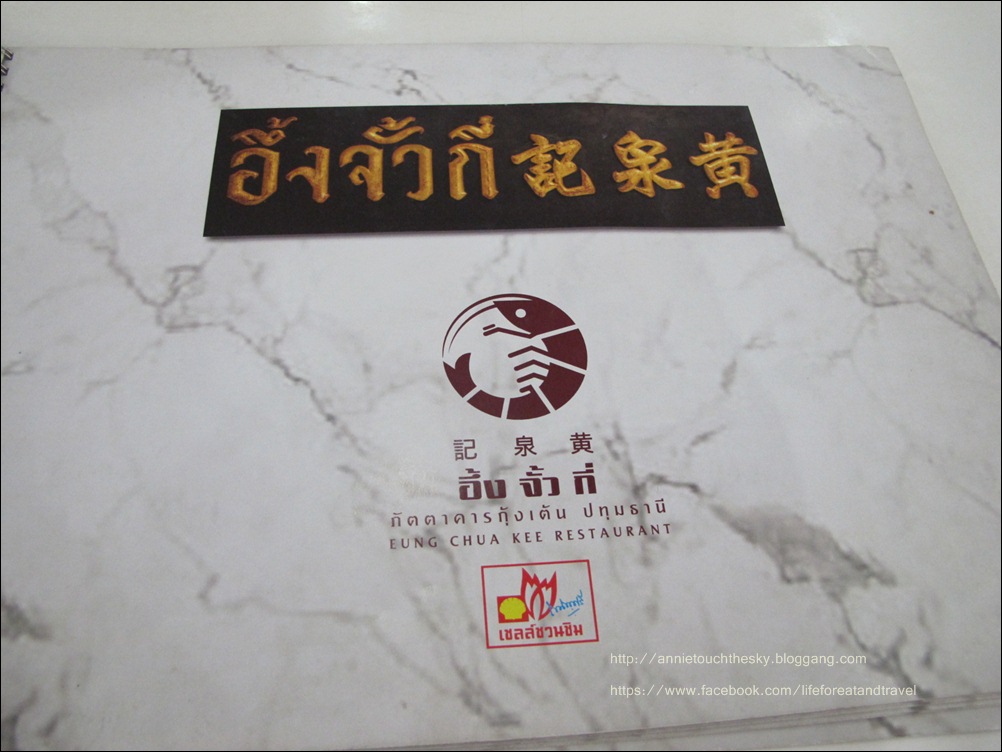 อึ้งจั้วกี่ 記泉黄
記泉黄
อึ้ง จั้ว กี่
ภัตตาคารกุ้งเต้น ปทุมธานี
EUNG CHUA KEE RESTAURANT
เชลล์ชวนชิม
http://annietouchthesky.bloggang.com
https://www.facebook.com/lifeforeatandtravel